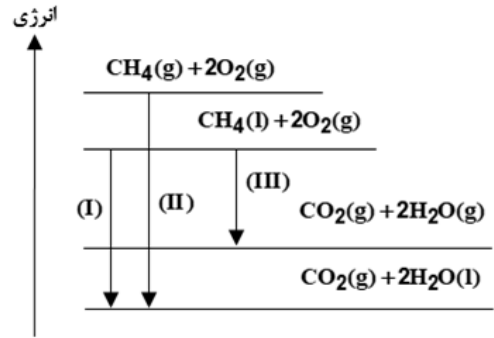 انرژی
CH₄(g)+2O₂(g)
CH₄(l)+2O₂(g)
(I)
(II)
(III)
CO₂(g)+2H₂O(g)
CO₂(g)+2H₂O(l)